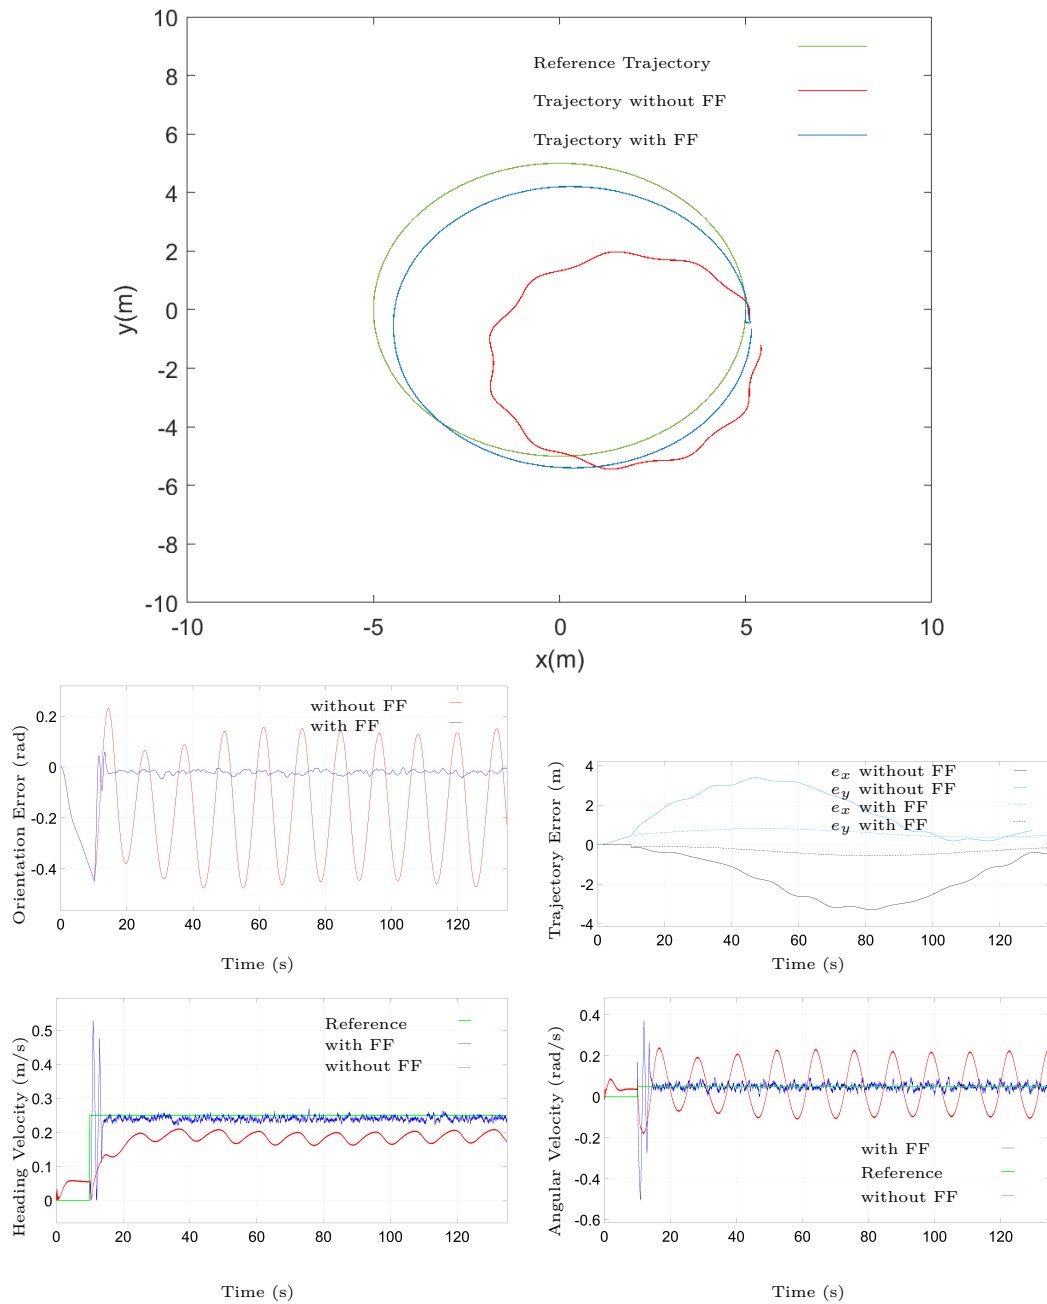 10
8
6
4
2
0
-2
-4
-6
-8
-10
y(m)
-10
-5
0
5
10
x(m)
Reference Trajectory
Trajectory without FF
Trajectory with FF
0.2
0
-0.2
-0.4
Orientation Error (rad)
without FF
with FF
0 20 40 60 80 100 120
Time (s)
4
2
0
-2
-4
Trajectory Error (m)
e_x without FF
e_y without FF
e_x with FF
e_y with FF
0 20 40 60 80 100 120
Time (s)
0.5
0.4
0.3
0.2
0.1
0
Heading Velocity (m/s)
Reference
with FF
without FF
0 20 40 60 80 100 120
Time (s)
0.4
0.2
0
-0.2
-0.4
-0.6
Angular Velocity (rad/s)
with FF
Reference
without FF
0 20 40 60 80 100 120
Time (s)